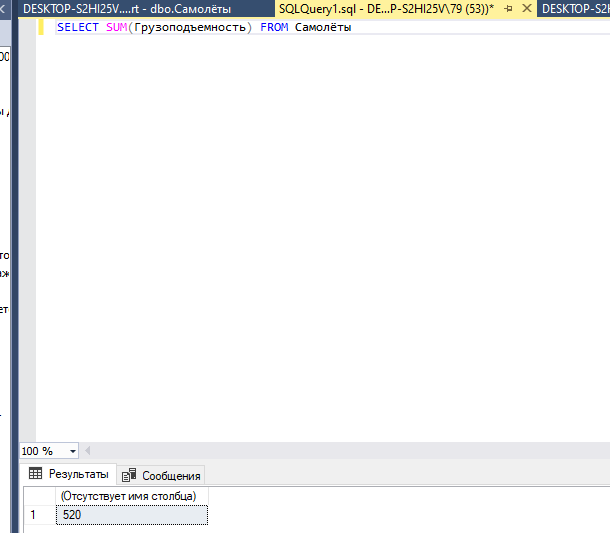 DESKTOP-S2HI25V....rt - dbo.Самолёты
SQLQuery1.sql - DE...P-S2HI25V\79 (53))*
DESKTOP-S2H
SELECT SUM(Грузоподъемность) FROM Самолёты
100 %
Результаты
Сообщения
(Отсутствует имя столбца)
1 520